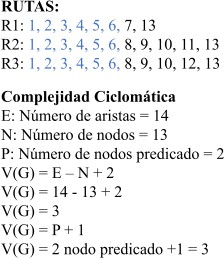 RUTAS:
R1: 1, 2, 3, 4, 5, 6, 7, 13
R2: 1, 2, 3, 4, 5, 6, 8, 9, 10, 11, 13
R3: 1, 2, 3, 4, 5, 6, 8, 9, 10, 12, 13
Complejidad Ciclomática
E: Número de aristas = 14
N: Número de nodos = 13
P: Número de nodos predicado = 2
V(G) = E – N + 2
V(G) = 14 - 13 + 2
V(G) = 3
V(G) = P + 1
V(G) = 2 nodo predicado +1 = 3